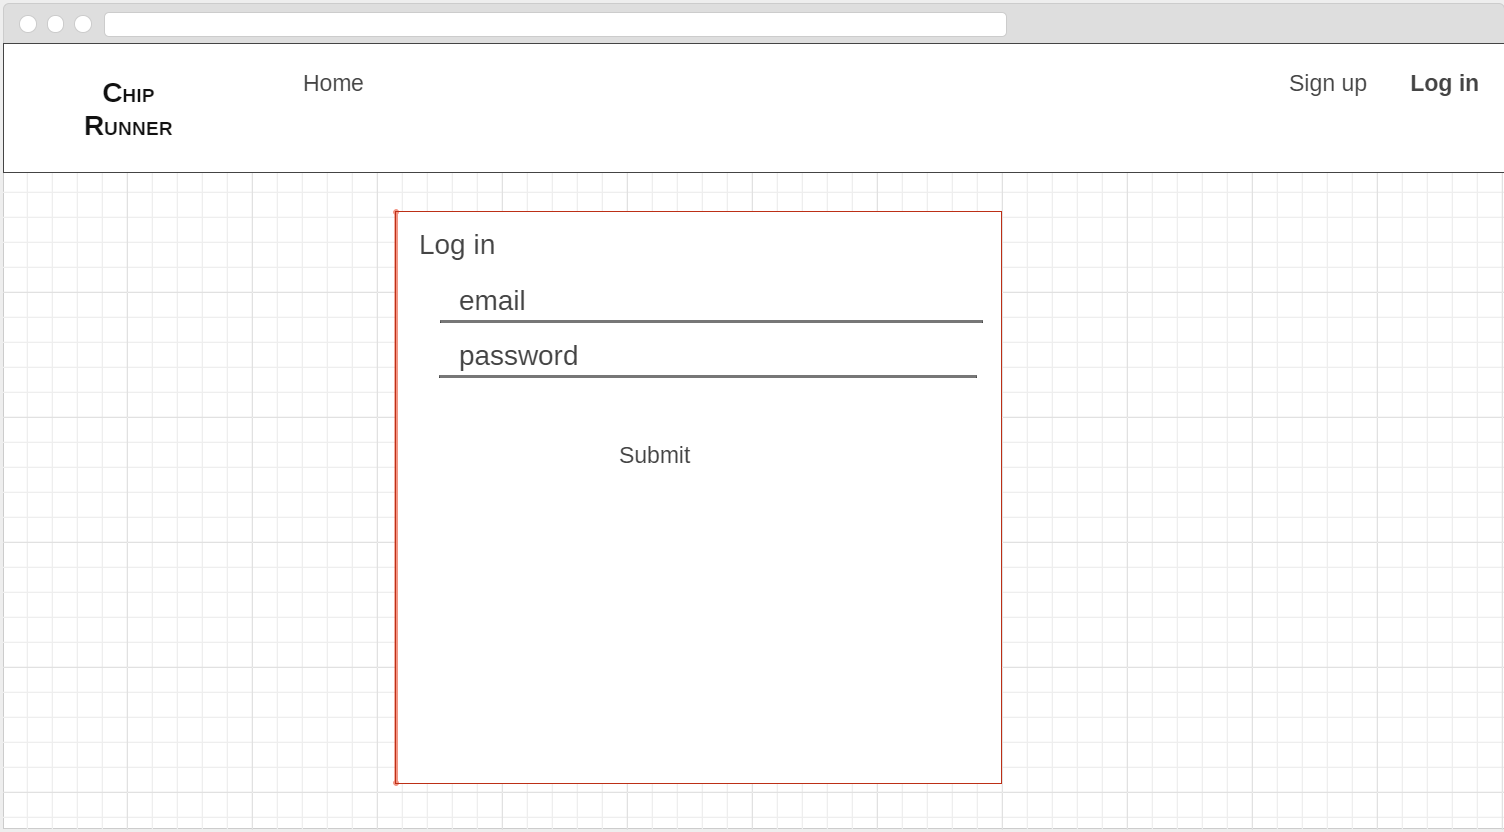 Chip
Runner
Home
Sign up
Log in
Log in
email
password
Submit